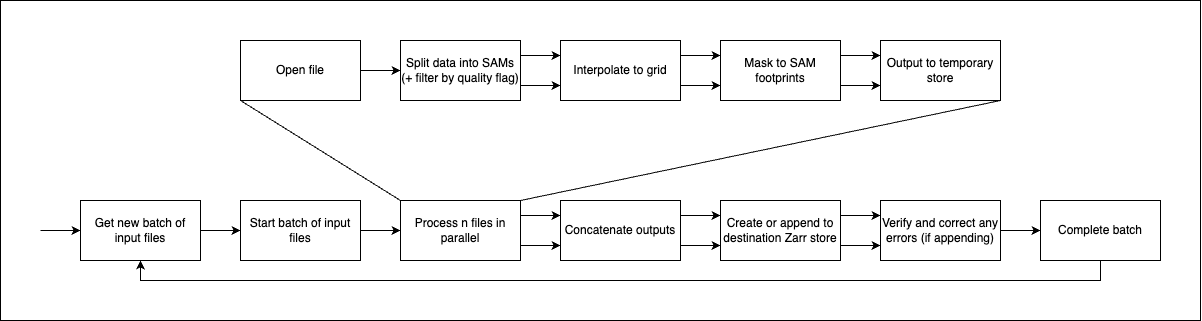 Open file
Split data into SAMs
(+ filter by quality flag)
Interpolate to grid
Mask to SAM
footprints
Output to temporary
store
Get new batch of
input files
Start batch of input
files
Process n files in
parallel
Concatenate outputs
Create or append to
destination Zarr store
Verify and correct any
errors (if appending)
Complete batch